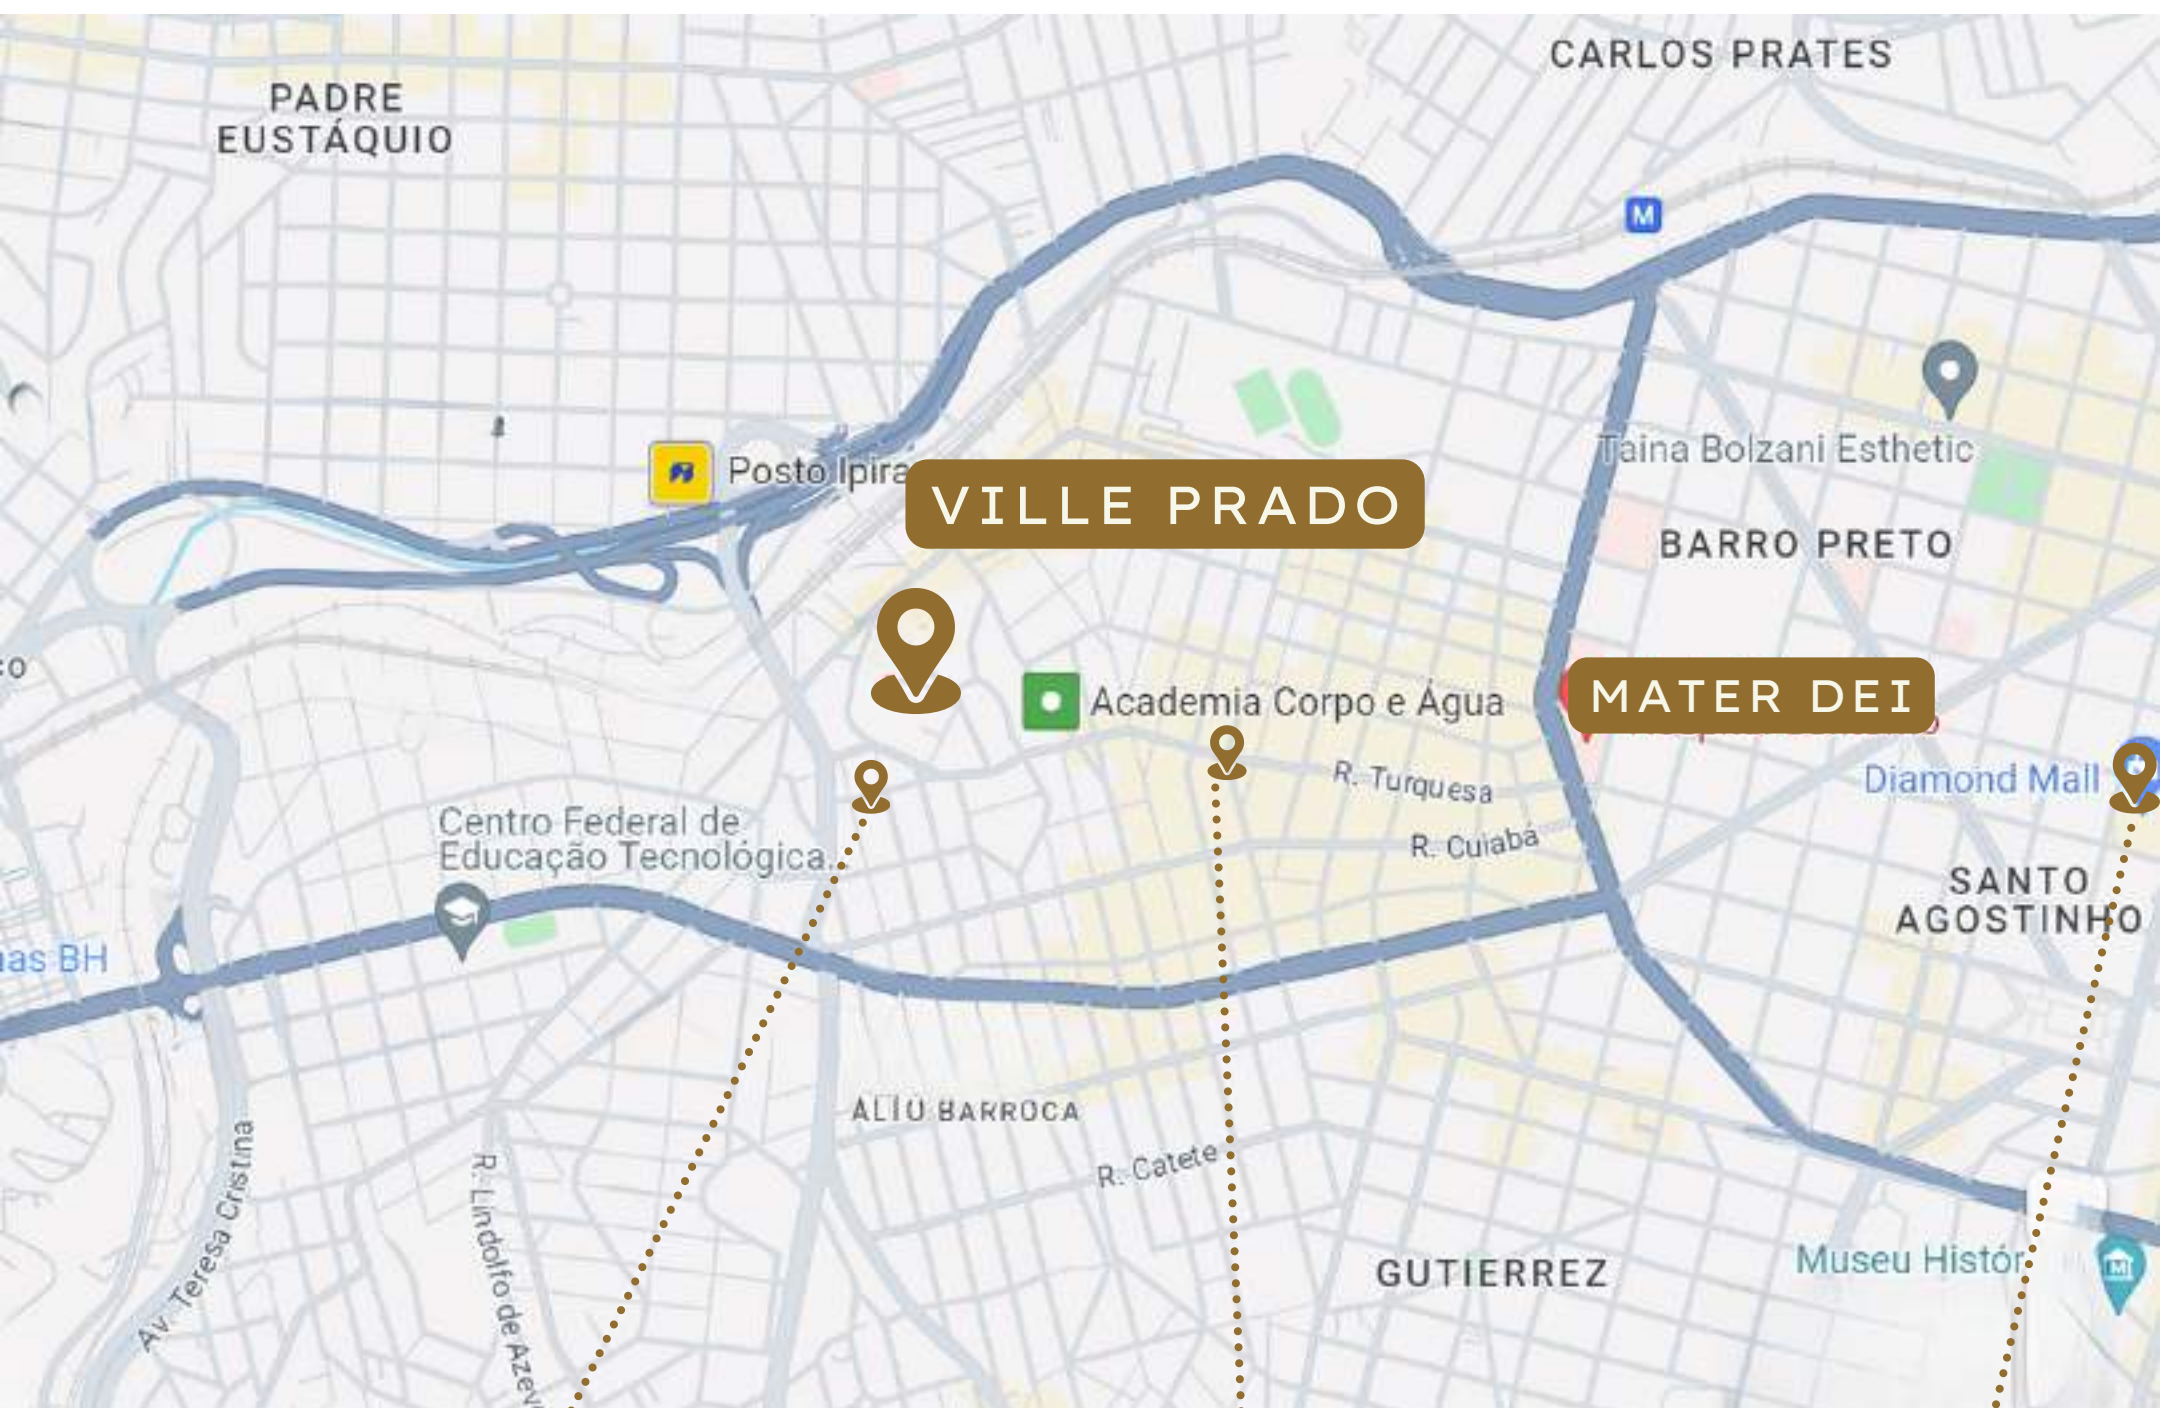 CARLOS PRATES
PADRE
EUSTÁQUIO
M
Posto Ipira
VILLE PRADO
Taina Bolzani Esthetic
BARRO PRETO
Academia Corpo e Água
MATER DEI
R. Turquesa
Diamond Mall
R. Cuiabá
Centro Federal de
Educação Tecnológica
SANTO
AGOSTINHO
as BH
ALTO BARROCA
R. Catete
Av. Teresa Cristina
R. Lindolfo de Azev
GUTIERREZ
Museu Histór